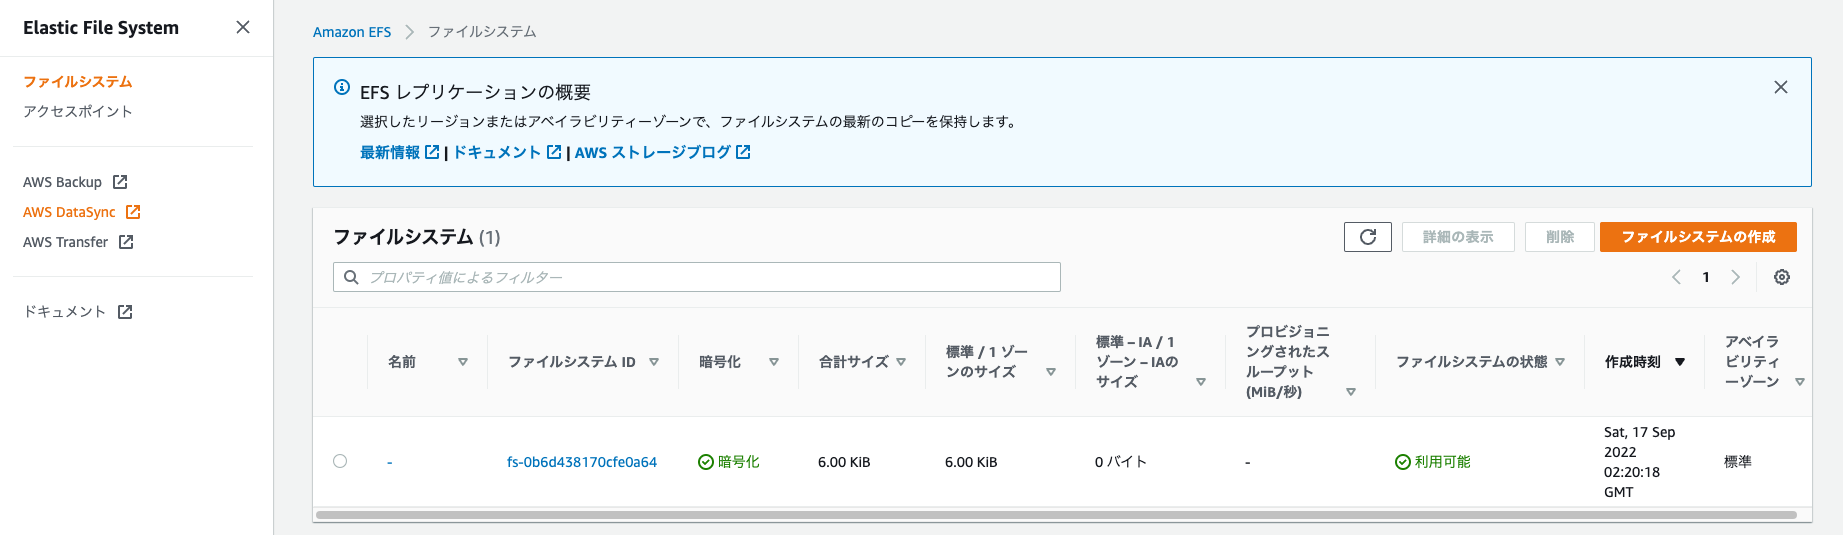 Elastic File System
ファイルシステム
アクセスポイント
AWS Backup
AWS DataSync
AWS Transfer
ドキュメント
Amazon EFS
ファイルシステム
EFS レプリケーションの概要
選択したリージョンまたはアベイラビリティーゾーンで、ファイルシステムの最新のコピーを保持します。
最新情報 | ドキュメント | AWS ストレージブログ
ファイルシステム (1)
詳細の表示
削除
ファイルシステムの作成
プロパティ値によるフィルター
1
名前
ファイルシステム ID
暗号化
合計サイズ
標準 / 1 ゾー
ンのサイズ
標準 – IA / 1
ゾーン – IAの
サイズ
プロビジョニ
ングされたス
ループット
(MiB/秒)
ファイルシステムの状態
作成時刻
アベイラ
ビリティ
ーゾーン
-
fs-0b6d438170cfe0a64
暗号化
6.00 KiB
6.00 KiB
0 バイト
-
利用可能
Sat, 17 Sep
2022
02:20:18
GMT
標準